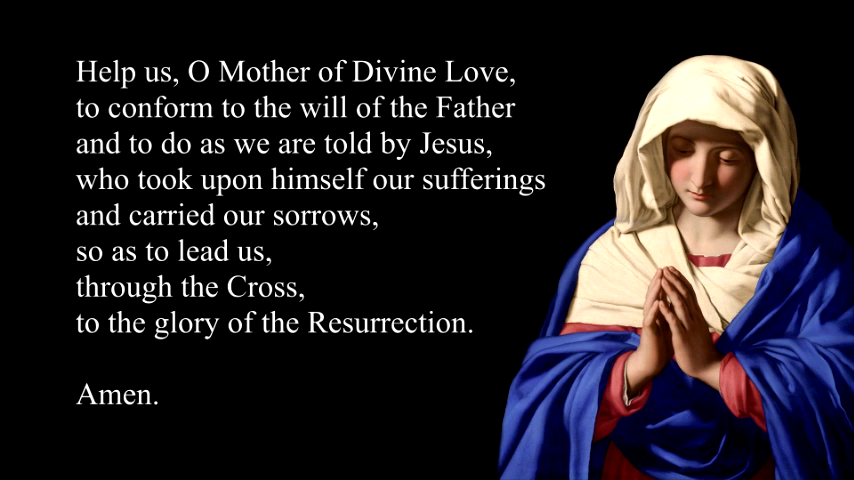 Help us, O Mother of Divine Love,
to conform to the will of the Father
and to do as we are told by Jesus,
who took upon himself our sufferings
and carried our sorrows,
so as to lead us,
through the Cross,
to the glory of the Resurrection.
Amen.